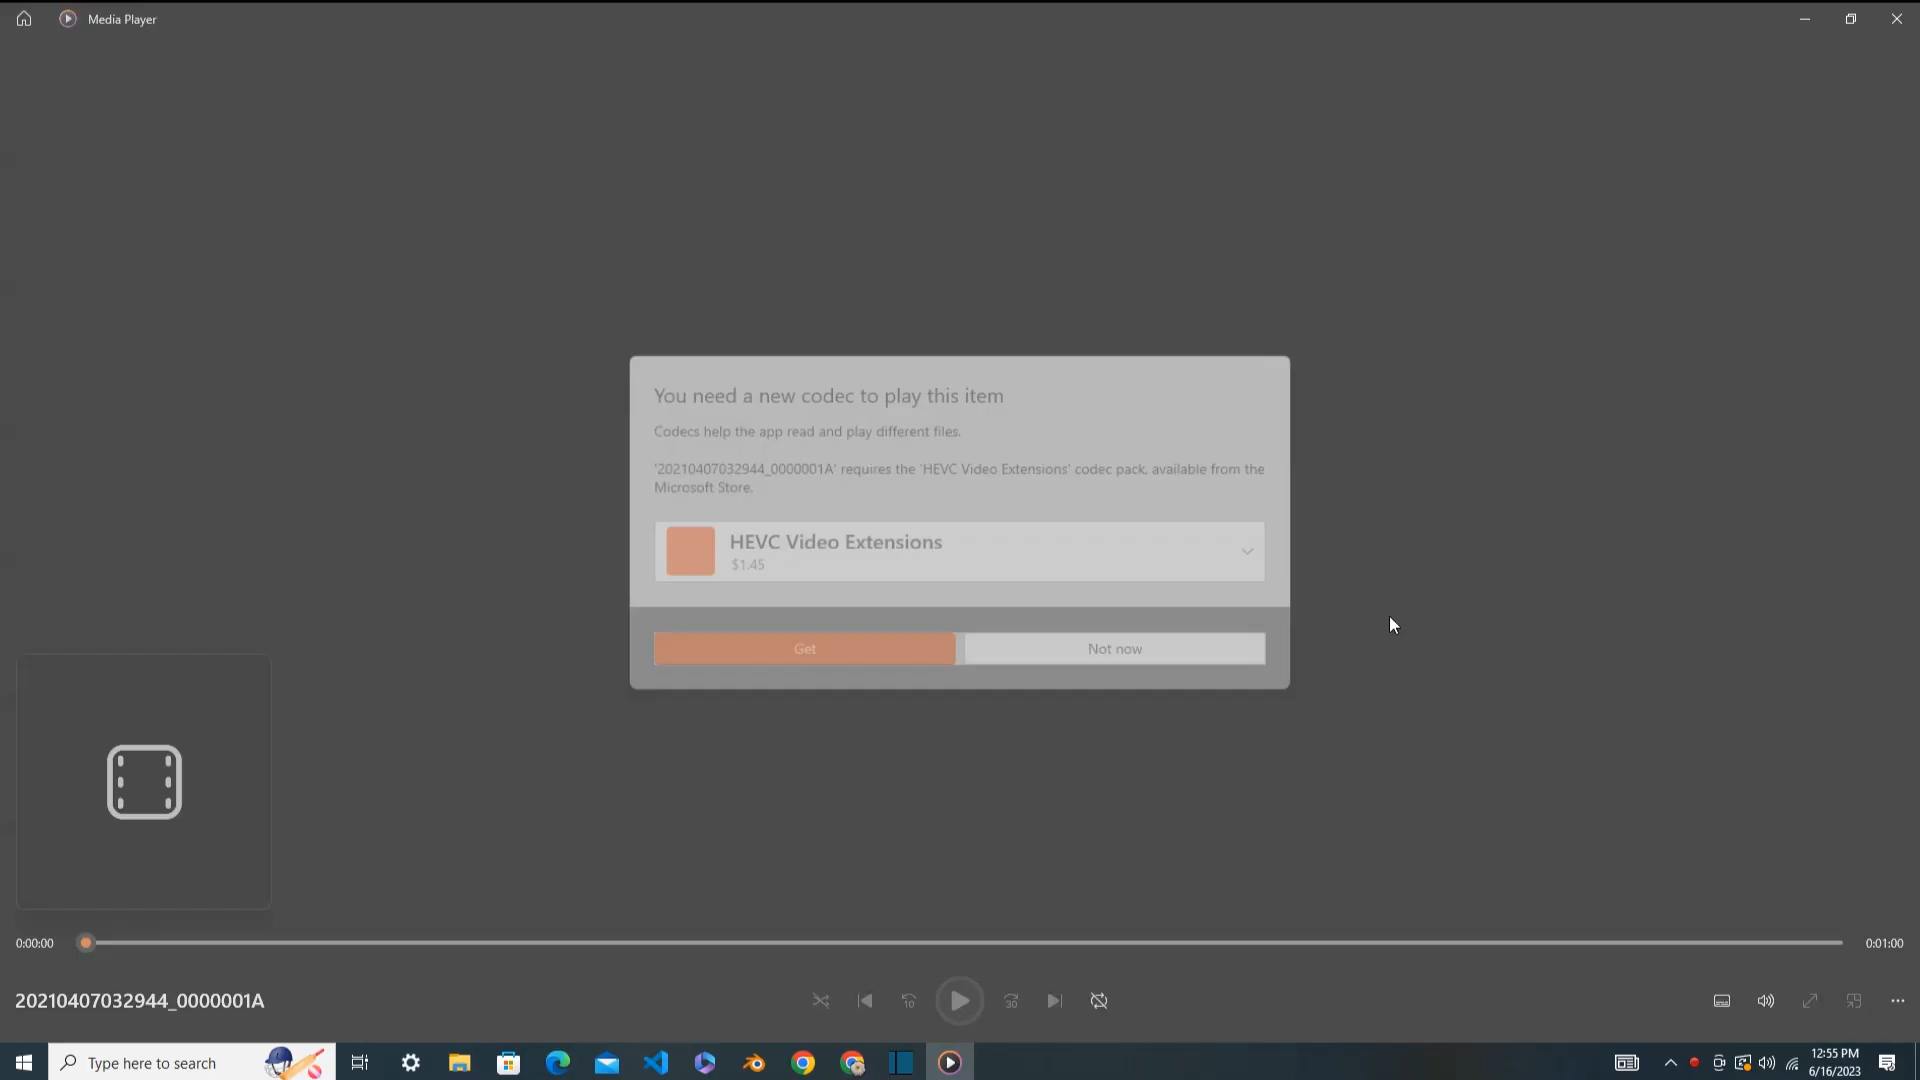 Media Player
You need a new codec to play this item
Codecs help the app read and play different files.
'20210407032944_0000001A' requires the 'HEVC Video Extensions' codec pack, available from the
Microsoft Store.
HEVC Video Extensions
$1.45
Get
Not now
0:00:00
0:01:00
20210407032944_0000001A
10
30
Type here to search
12:55 PM
6/16/2023